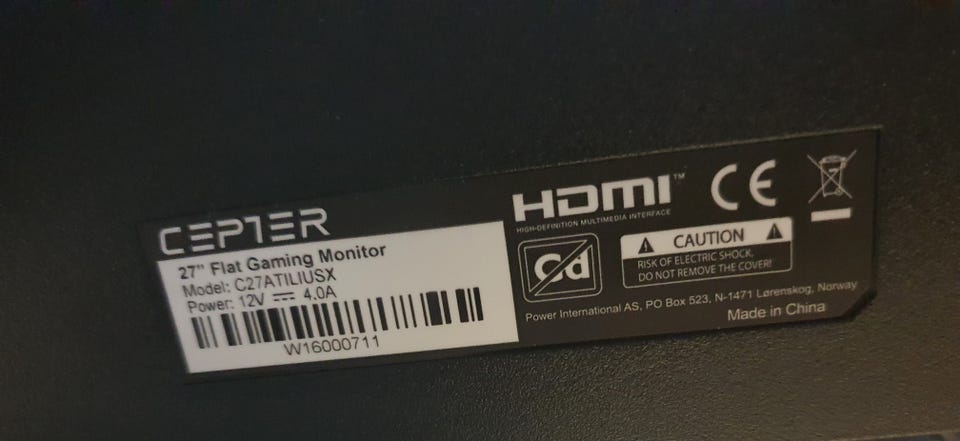 CEPTER
27" Flat Gaming Monitor
Model: C27ATILIUSX
Power: 12V ⎓ 4.0A
W16000711
HDMI™
HIGH-DEFINITION MULTIMEDIA INTERFACE
CE
Cd
CAUTION
RISK OF ELECTRIC SHOCK,
DO NOT REMOVE THE COVER!
Power International AS, PO Box 523, N-1471 Lørenskog, Norway
Made in China